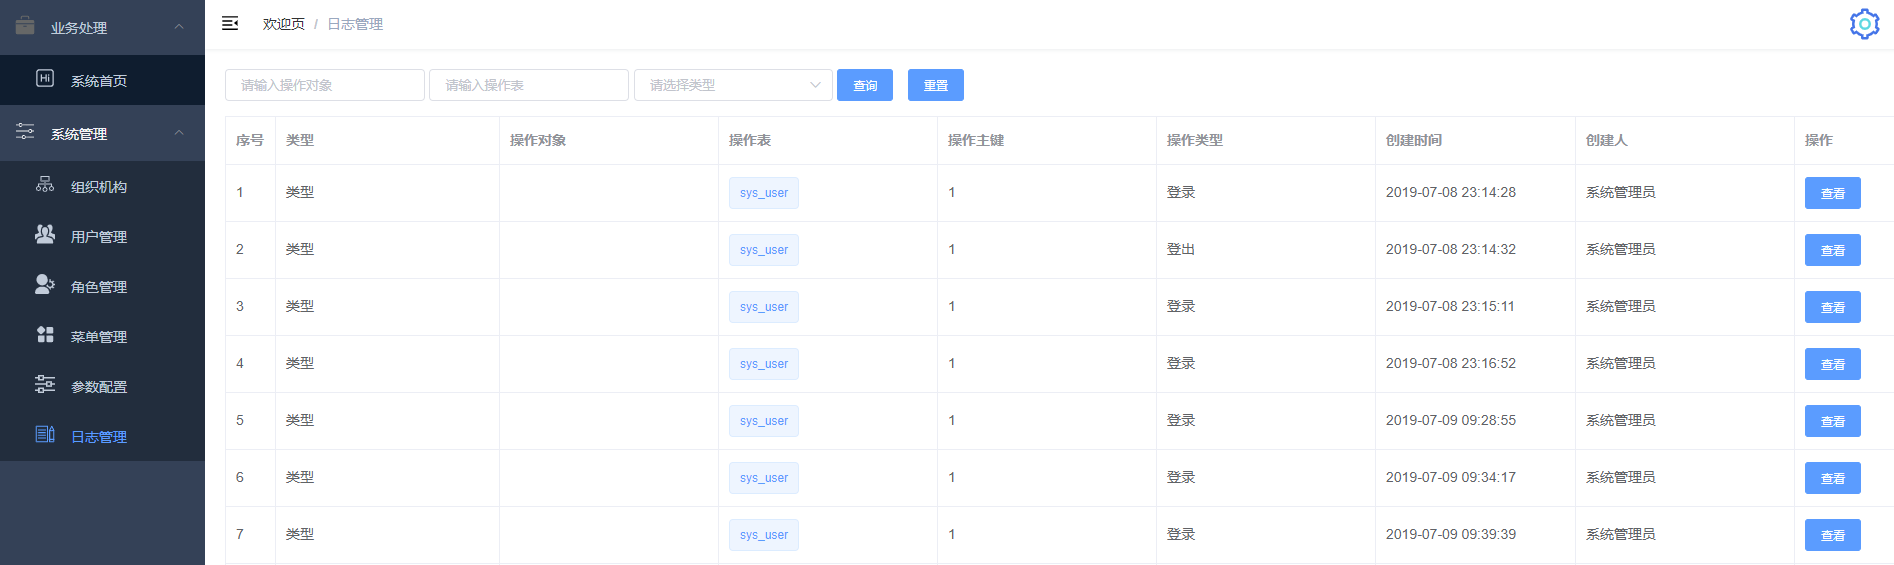 业务处理
Hi 系统首页
系统管理
组织机构
用户管理
角色管理
菜单管理
参数配置
日志管理
欢迎页 / 日志管理
请输入操作对象 请输入操作表 请选择类型 查询 重置
序号 类型 操作对象 操作表 操作主键 操作类型 创建时间 创建人 操作
1 类型 sys_user 1 登录 2019-07-08 23:14:28 系统管理员 查看
2 类型 sys_user 1 登出 2019-07-08 23:14:32 系统管理员 查看
3 类型 sys_user 1 登录 2019-07-08 23:15:11 系统管理员 查看
4 类型 sys_user 1 登录 2019-07-08 23:16:52 系统管理员 查看
5 类型 sys_user 1 登录 2019-07-09 09:28:55 系统管理员 查看
6 类型 sys_user 1 登录 2019-07-09 09:34:17 系统管理员 查看
7 类型 sys_user 1 登录 2019-07-09 09:39:39 系统管理员 查看